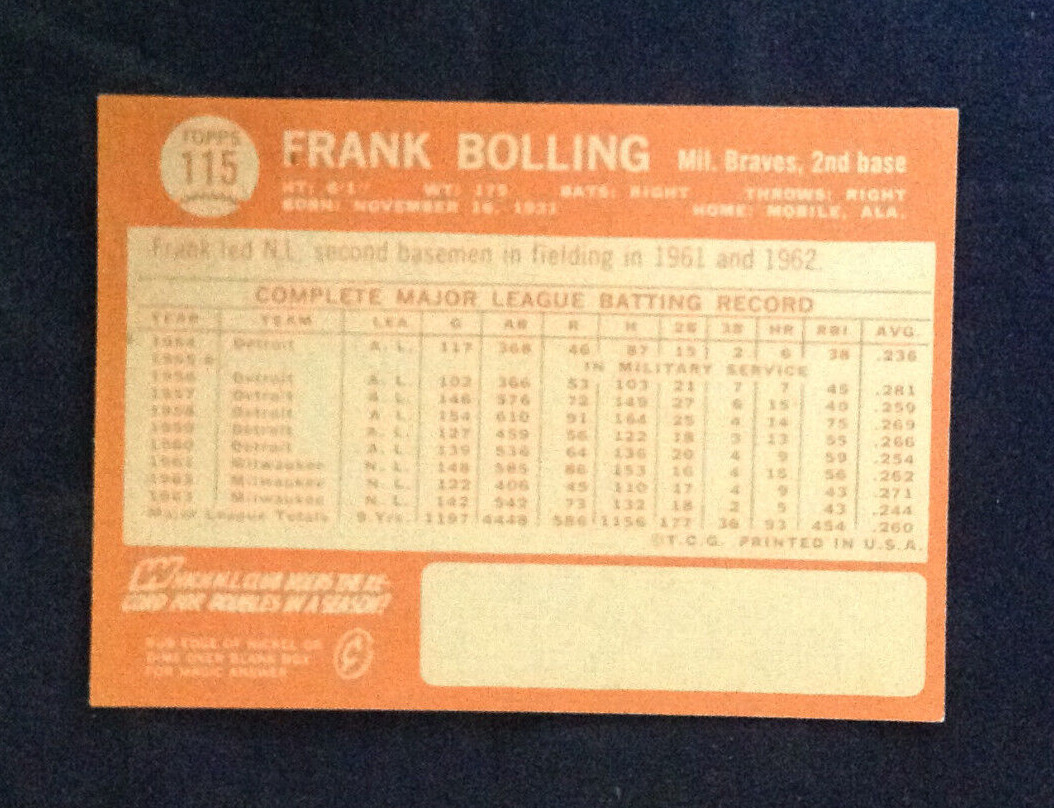 TOPPS
115
FRANK BOLLING Mil. Braves, 2nd base
HT: 6'1" WT: 175 BATS: RIGHT THROWS: RIGHT
BORN: NOVEMBER 16, 1931 HOME: MOBILE, ALA.
Frank led N.L. second basemen in fielding in 1961 and 1962.
COMPLETE MAJOR LEAGUE BATTING RECORD
YEAR TEAM LEA G AB R H 2B 3B HR RBI AVG.
1954 Detroit A. L. 117 368 46 87 15 2 6 38 .236
1955 IN MILITARY SERVICE
1956 Detroit A. L. 102 366 53 103 21 7 7 45 .281
1957 Detroit A. L. 146 576 72 149 27 6 15 40 .259
1958 Detroit A. L. 154 610 91 164 25 4 14 75 .269
1959 Detroit A. L. 127 459 56 122 18 3 13 55 .266
1960 Detroit A. L. 139 536 64 136 20 4 9 59 .254
1961 Milwaukee N. L. 148 585 86 153 16 4 15 56 .262
1962 Milwaukee N. L. 122 406 45 110 17 4 9 43 .271
1963 Milwaukee N. L. 142 542 73 132 18 2 5 43 .244
Major League Totals 9 Yrs. 1197 4448 586 1156 177 36 93 454 .260
©T.C.G. PRINTED IN U.S.A.
WHICH N.L. CLUB HOLDS THE RE-
CORD FOR DOUBLES IN A SEASON?
RUB EDGE OF NICKEL OR
DIME OVER BLANK BOX
FOR MAGIC ANSWER